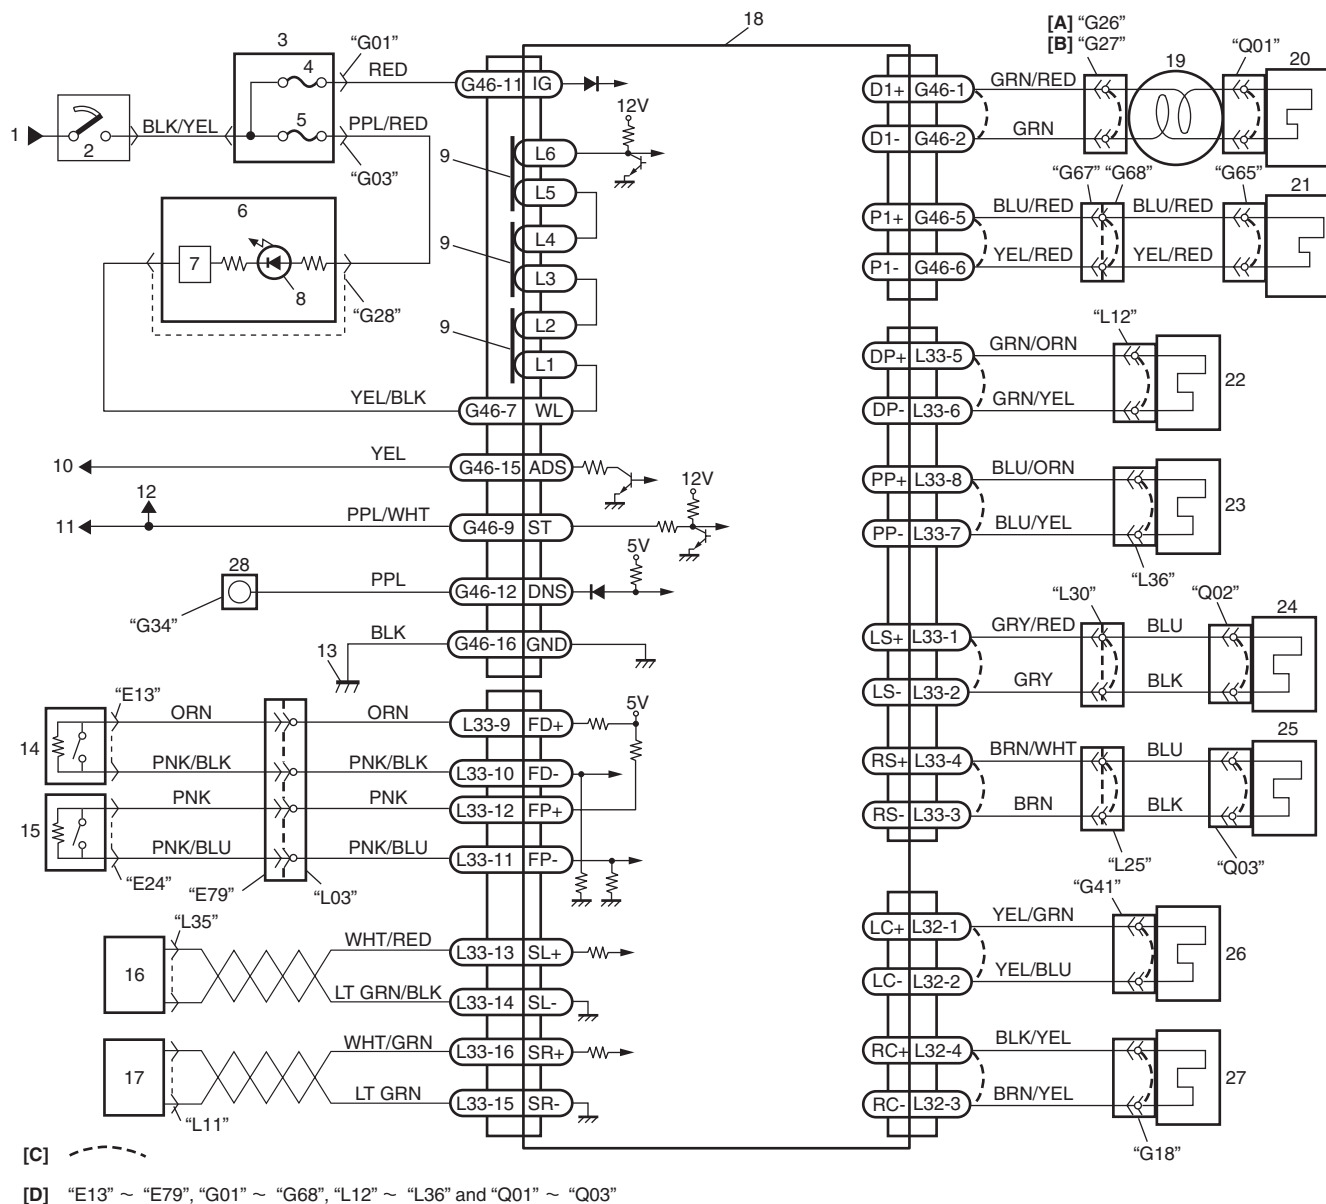 18
[A] “G26”
[B] “G27”
3
“G01”
4
RED
G46-11 IG
12V
1
2
BLK/YEL
5
PPL/RED
“G03”
9
L6
L5
6
7
8
“G28”
9
L4
L3
9
L2
L1
YEL/BLK
G46-7 WL
10
YEL
G46-15 ADS
12
11
PPL/WHT
G46-9 ST
12V
28
“G34”
PPL
G46-12 DNS
5V
13
BLK
G46-16 GND
“E13”
14
ORN
ORN
L33-9 FD+
5V
PNK/BLK
PNK/BLK
L33-10 FD-
15
PNK
PNK
L33-12 FP+
PNK/BLU
PNK/BLU
L33-11 FP-
“E24”
“E79”
“L03”
“L35”
16
WHT/RED
L33-13 SL+
LT GRN/BLK
L33-14 SL-
17
WHT/GRN
L33-16 SR+
LT GRN
L33-15 SR-
“L11”
D1+ G46-1
GRN/RED
19
“Q01”
20
D1- G46-2
GRN
“G67”
“G68”
“G65”
21
P1+ G46-5
BLU/RED
BLU/RED
P1- G46-6
YEL/RED
YEL/RED
“L12”
DP+ L33-5
GRN/ORN
22
DP- L33-6
GRN/YEL
PP+ L33-8
BLU/ORN
23
PP- L33-7
BLU/YEL
“L36”
“L30”
“Q02”
24
LS+ L33-1
GRY/RED
BLU
LS- L33-2
GRY
BLK
25
RS+ L33-4
BRN/WHT
BLU
RS- L33-3
BRN
BLK
“L25”
“Q03”
“G41”
LC+ L32-1
YEL/GRN
26
LC- L32-2
YEL/BLU
RC+ L32-4
BLK/YEL
27
RC- L32-3
BRN/YEL
“G18”
[C]
[D] “E13” ~ “E79”, “G01” ~ “G68”, “L12” ~ “L36” and “Q01” ~ “Q03”